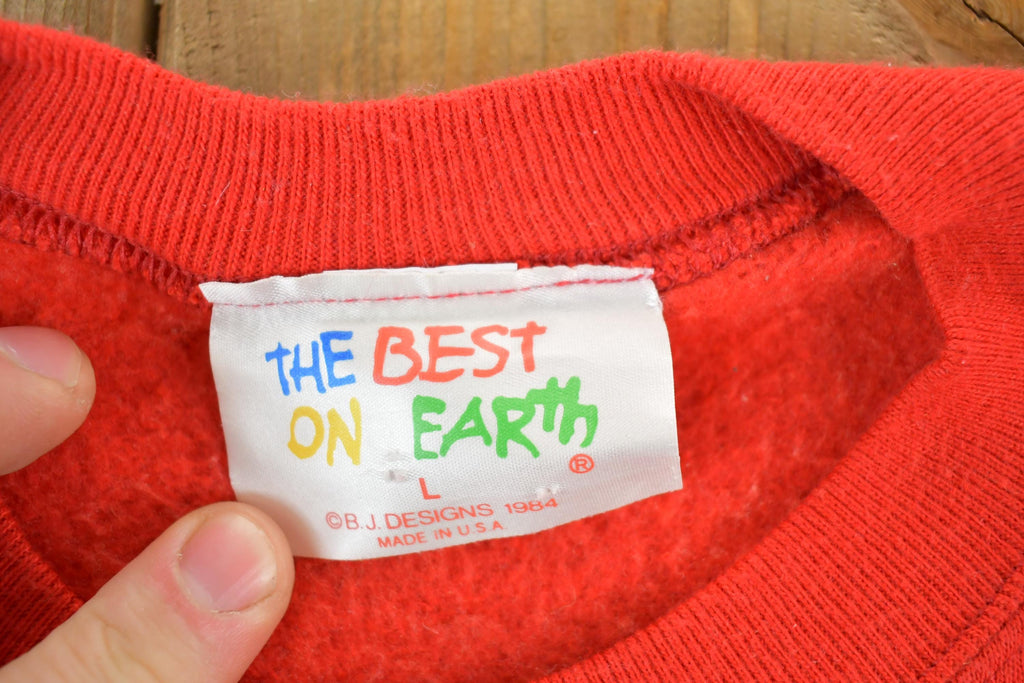 THE BEST
ON EARth
®
L
©B.J. DESIGNS 1984
MADE IN U.S.A.